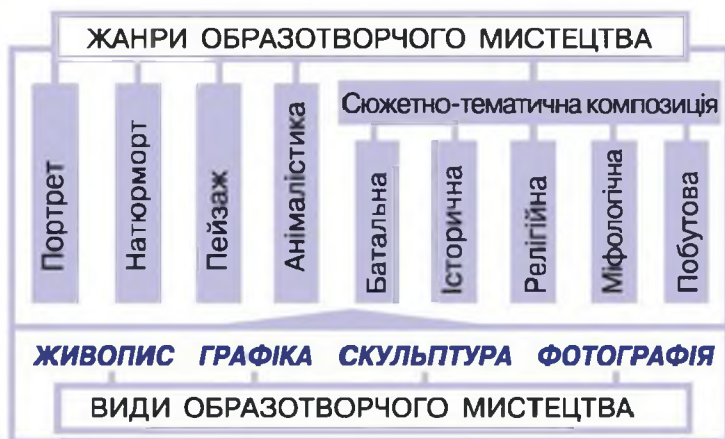 ЖАНРИ ОБРАЗОТВОРЧОГО МИСТЕЦТВА
Портрет
Натюрморт
Пейзаж
Анімалістика
Сюжетно-тематична композиція
Батальна
Історична
Релігійна
Міфологічна
Побутова
ЖИВОПИС ГРАФІКА СКУЛЬПТУРА ФОТОГРАФІЯ
ВИДИ ОБРАЗОТВОРЧОГО МИСТЕЦТВА